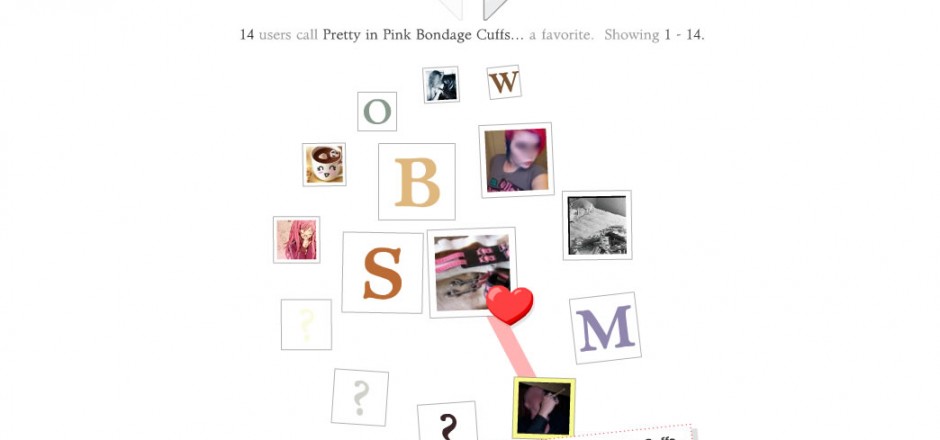 14 users call Pretty in Pink Bondage Cuffs... a favorite. Showing 1 - 14.
W
O
B
S
M
?
?
?